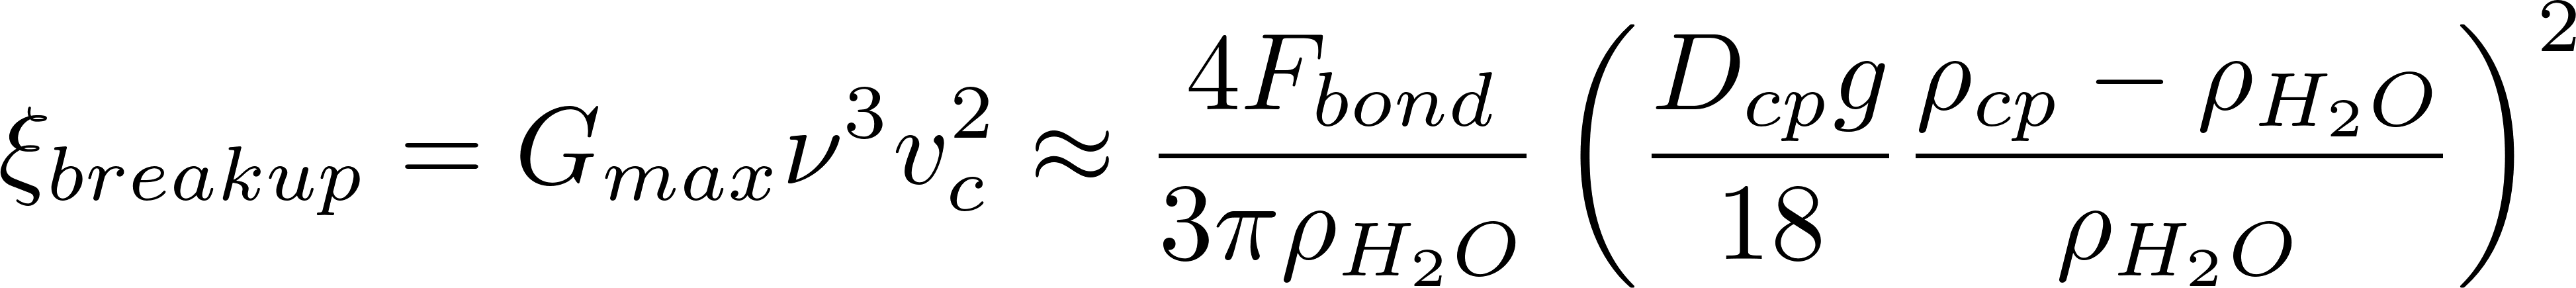 ξ_{breakup} = G_{max} ν^3 v_c^2 ≈ \frac{4F_{bond}}{3πρ_{H_2O}} \left( \frac{D_{cp} g}{18} \frac{ρ_{cp} - ρ_{H_2O}}{ρ_{H_2O}} \right)^2